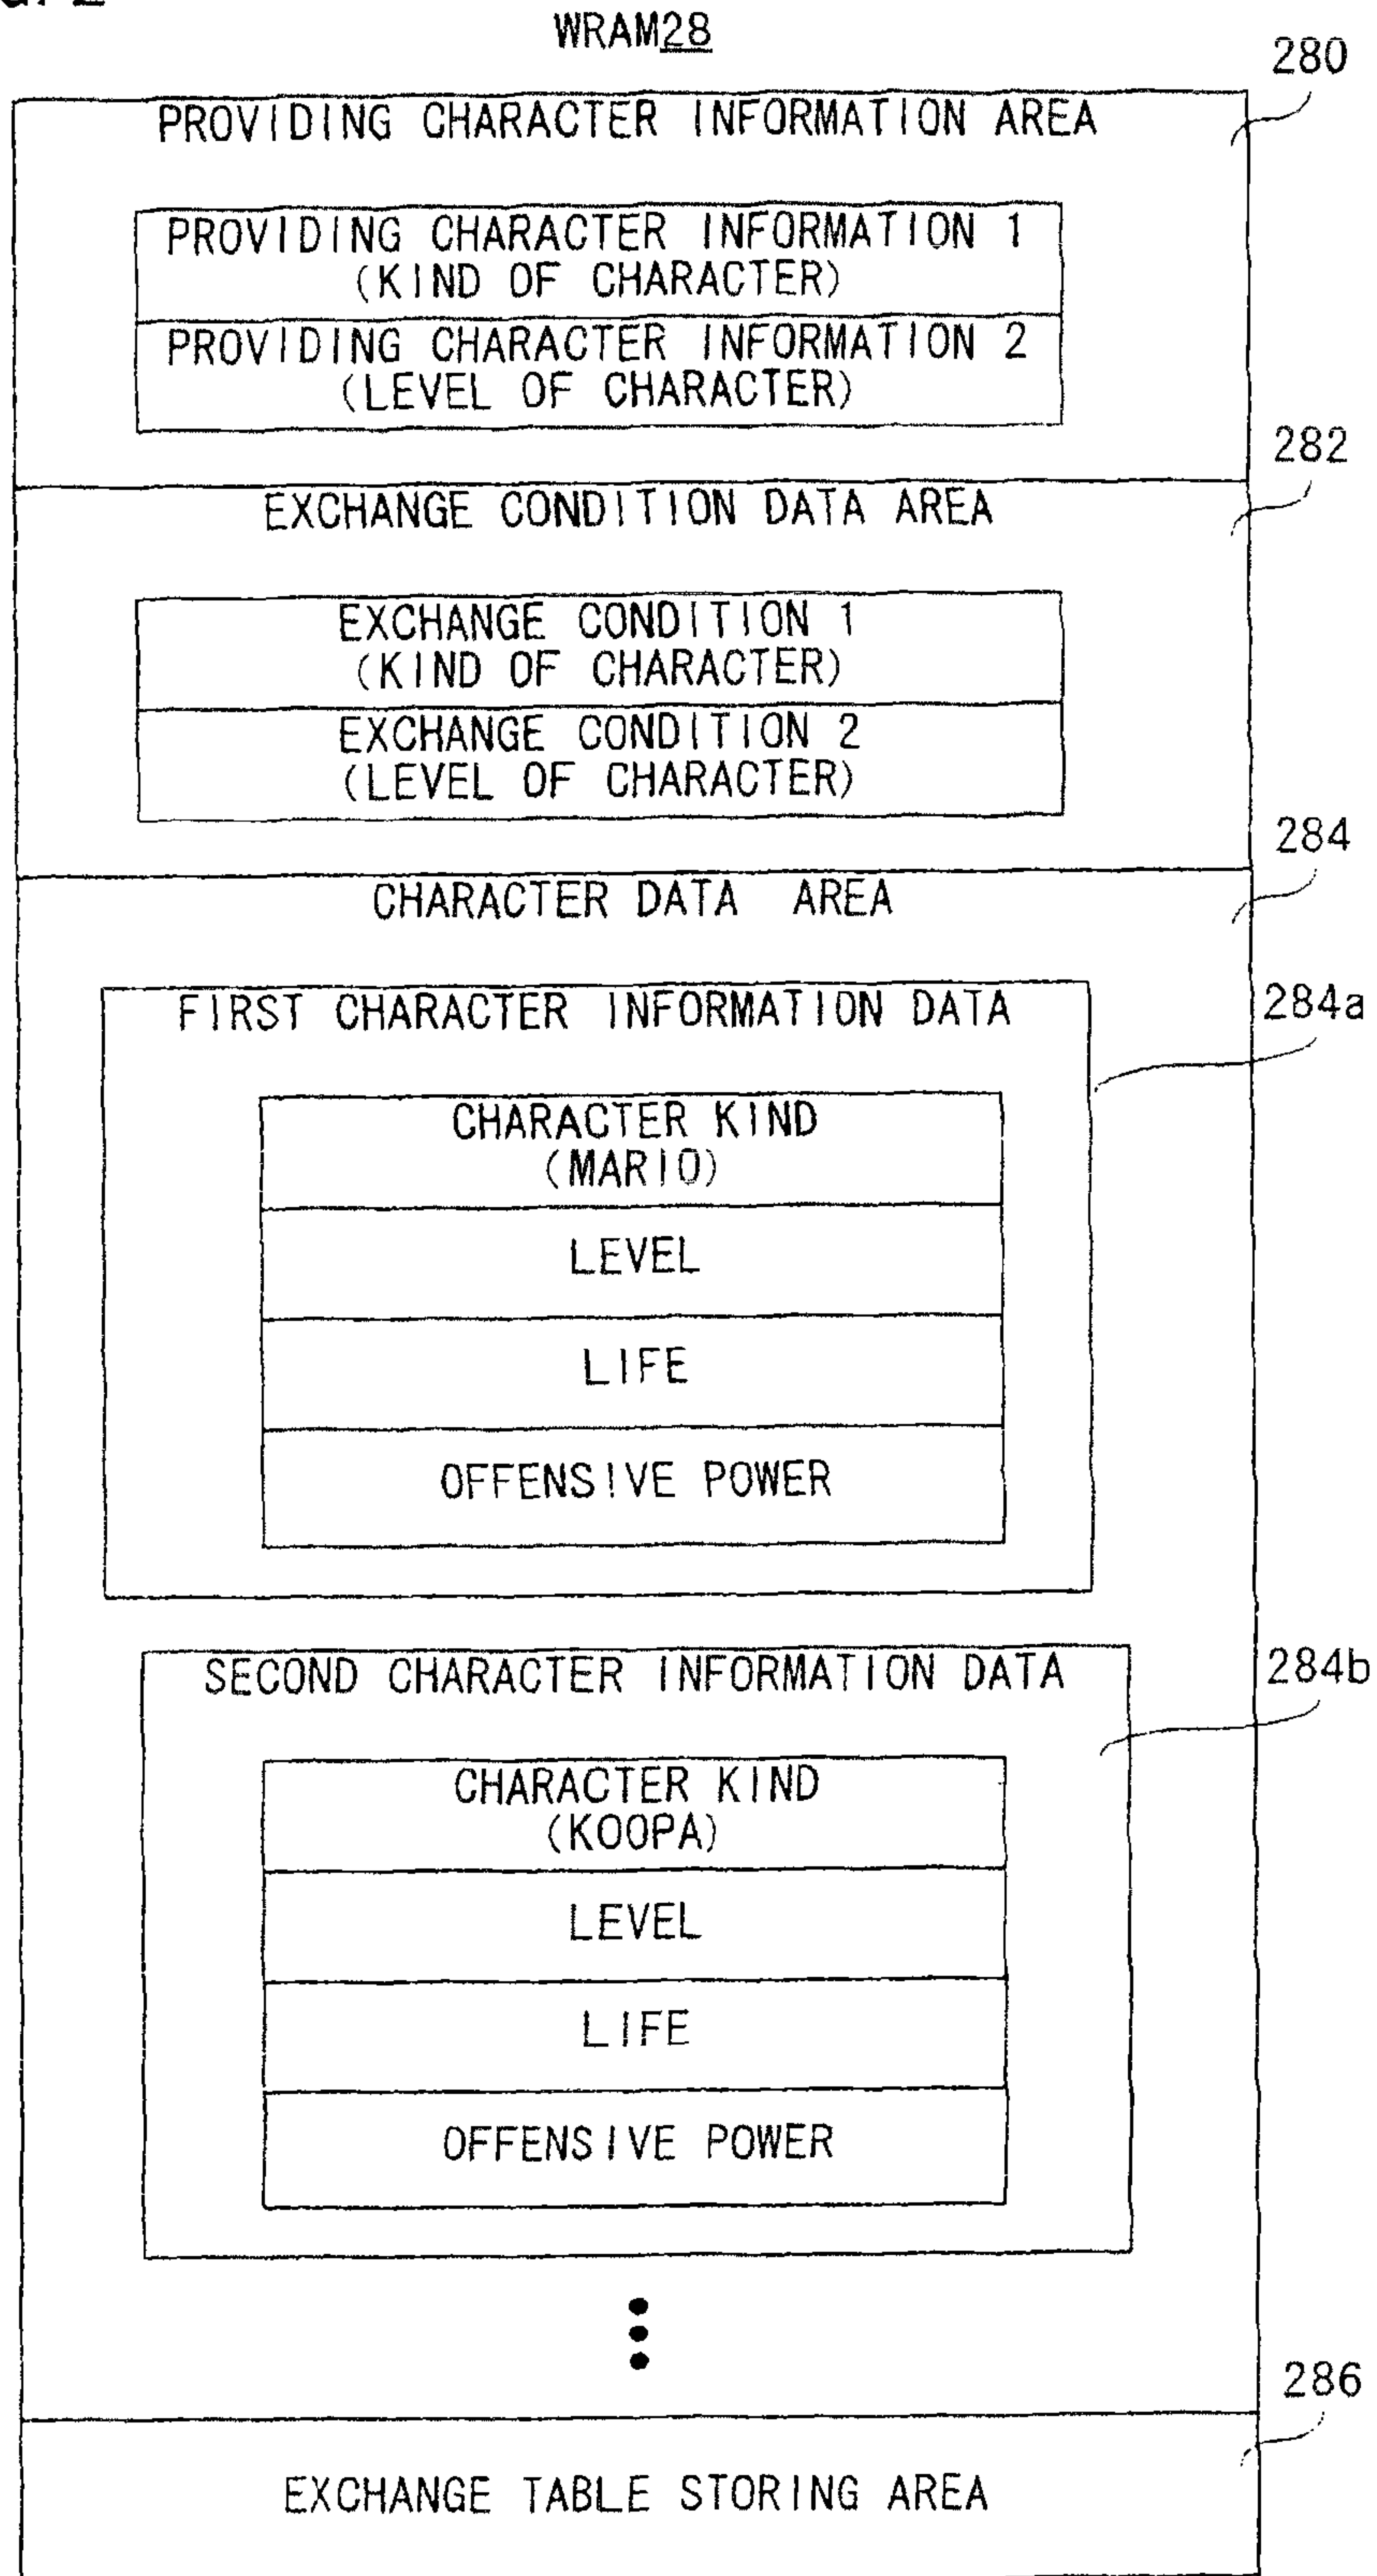 WRAM28
280
PROVIDING CHARACTER INFORMATION AREA
PROVIDING CHARACTER INFORMATION 1
(KIND OF CHARACTER)
PROVIDING CHARACTER INFORMATION 2
(LEVEL OF CHARACTER)
282
EXCHANGE CONDITION DATA AREA
EXCHANGE CONDITION 1
(KIND OF CHARACTER)
EXCHANGE CONDITION 2
(LEVEL OF CHARACTER)
284
CHARACTER DATA AREA
284a
FIRST CHARACTER INFORMATION DATA
CHARACTER KIND
(MARIO)
LEVEL
LIFE
OFFENSIVE POWER
284b
SECOND CHARACTER INFORMATION DATA
CHARACTER KIND
(KOOPA)
LEVEL
LIFE
OFFENSIVE POWER
286
EXCHANGE TABLE STORING AREA